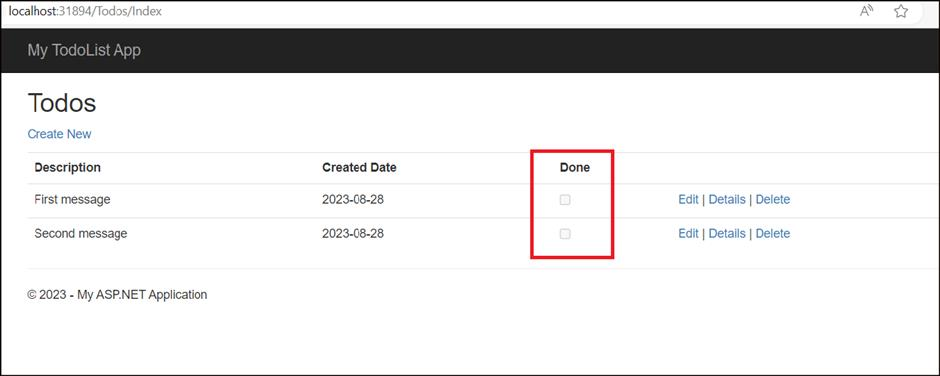 localhost:31894/Todos/Index
My TodoList App
Todos
Create New
Description Created Date Done
First message 2023-08-28 Edit | Details | Delete
Second message 2023-08-28 Edit | Details | Delete
© 2023 - My ASP.NET Application